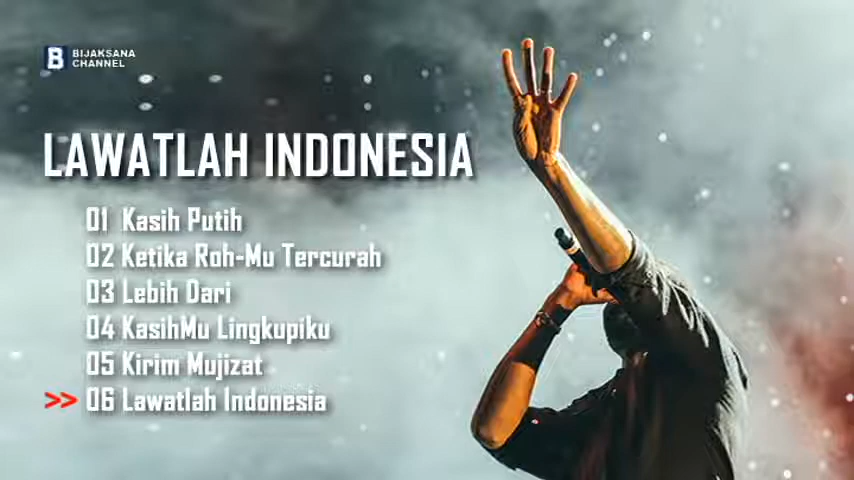 B BIJAKSANA
CHANNEL
LAWATLAH INDONESIA
01 Kasih Putih
02 Ketika Roh-Mu Tercurah
03 Lebih Dari
04 KasihMu Lingkupiku
05 Kirim Mujizat
>> 06 Lawatlah Indonesia